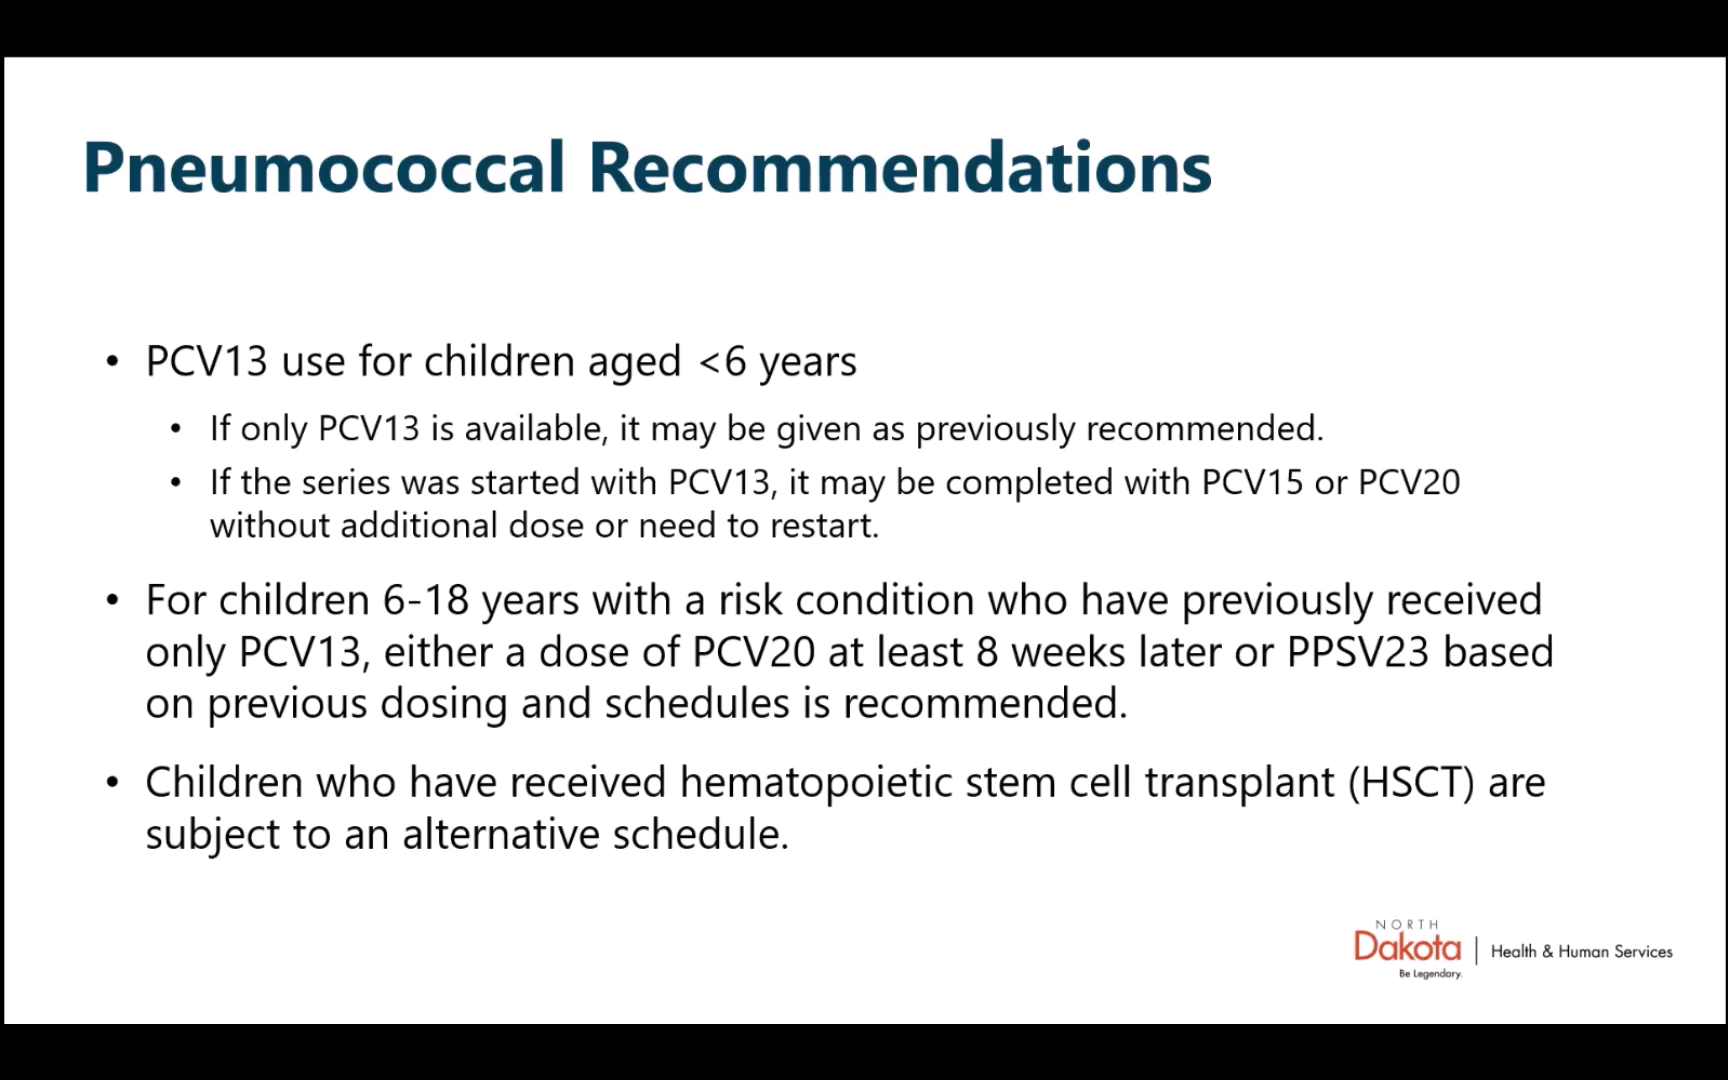 Pneumococcal Recommendations
• PCV13 use for children aged <6 years
• If only PCV13 is available, it may be given as previously recommended.
• If the series was started with PCV13, it may be completed with PCV15 or PCV20
without additional dose or need to restart.
• For children 6-18 years with a risk condition who have previously received
only PCV13, either a dose of PCV20 at least 8 weeks later or PPSV23 based
on previous dosing and schedules is recommended.
• Children who have received hematopoietic stem cell transplant (HSCT) are
subject to an alternative schedule.
NORTH
Dakota | Health & Human Services
Be Legendary.